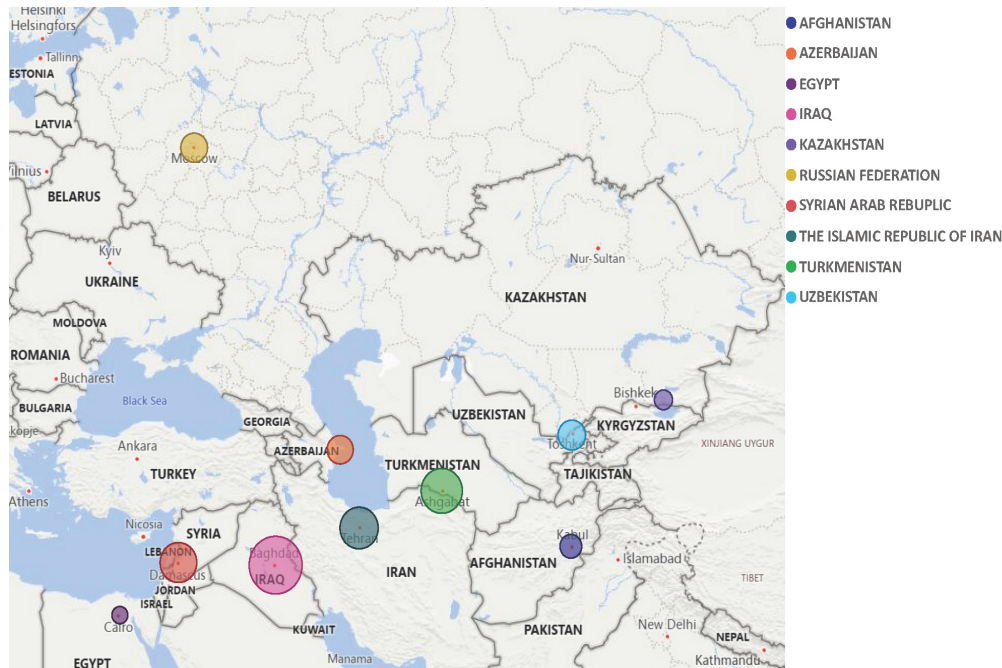 Helsinki
Helsingfors
Tallinn
ESTONIA
LATVIA
Vilnius
BELARUS
Moscow
Kyiv
UKRAINE
MOLDOVA
ROMANIA
Bucharest
BULGARIA
kopje
Black Sea
Nur-Sultan
KAZAKHSTAN
Bishkek
KYRGYZSTAN
UZBEKISTAN
Toshkent
XINJIANG UYGUR
GEORGIA
AZERBAIJAN
Ankara
TURKEY
TURKMENISTAN
Ashgabat
TAJIKISTAN
Athens
Nicosia
SYRIA
LEBANON
Damascus
Baghdad
IRAQ
Tehran
IRAN
Kabul
AFGHANISTAN
Islamabad
TIBET
JORDAN
ISRAEL
Cairo
EGYPT
KUWAIT
Manama
PAKISTAN
New Delhi
NEPAL
Kathmandu
AFGHANISTAN
AZERBAIJAN
EGYPT
IRAQ
KAZAKHSTAN
RUSSIAN FEDERATION
SYRIAN ARAB REBUPLIC
THE ISLAMIC REPUBLIC OF IRAN
TURKMENISTAN
UZBEKISTAN